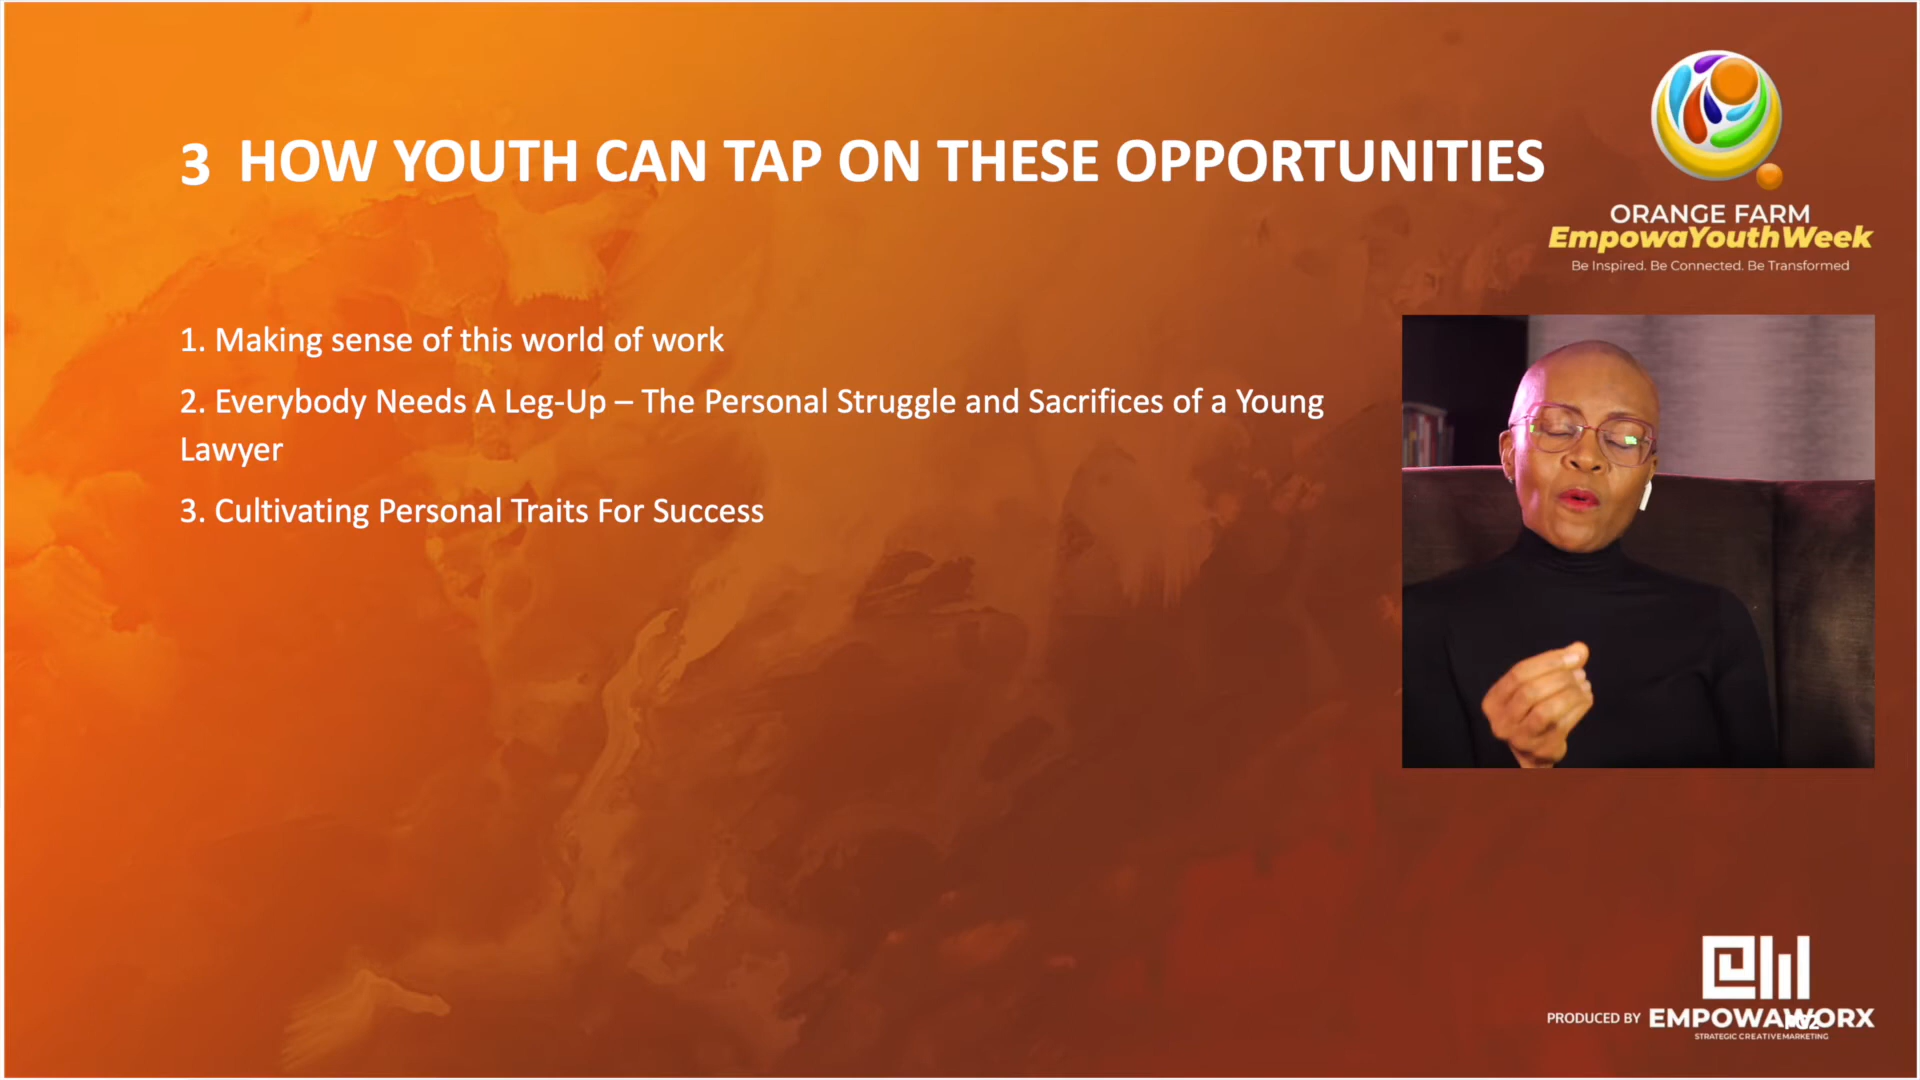 3 HOW YOUTH CAN TAP ON THESE OPPORTUNITIES
ORANGE FARM
EmpowaYouthWeek
Be Inspired. Be Connected. Be Transformed
1. Making sense of this world of work
2. Everybody Needs A Leg-Up – The Personal Struggle and Sacrifices of a Young
Lawyer
3. Cultivating Personal Traits For Success
PRODUCED BY EMPOWAWORX
STRATEGIC CREATIVE MARKETING